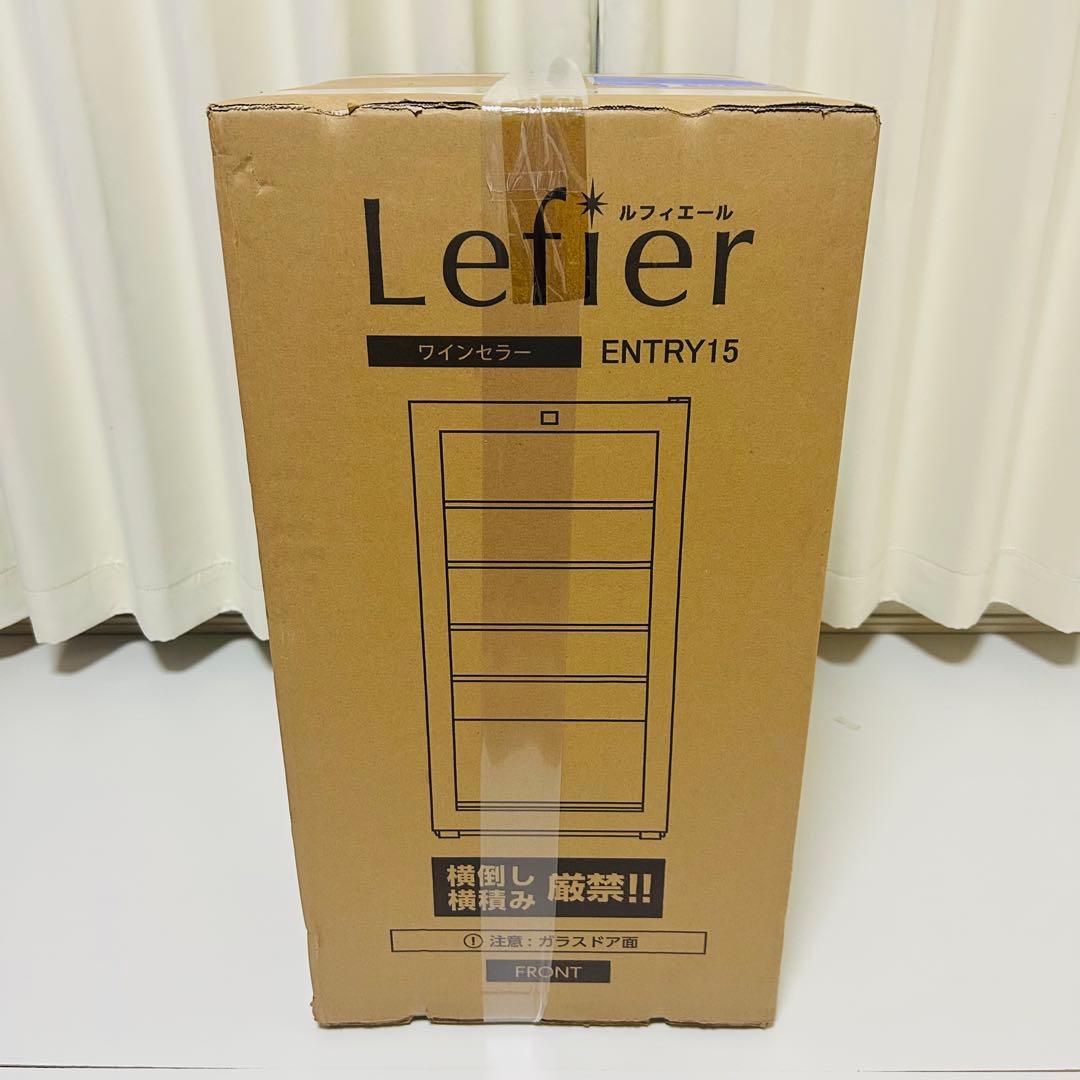 ルフィエール
Lefier
ワインセラー ENTRY15
横倒し
横積み 厳禁!!
! 注意:ガラスドア面
FRONT